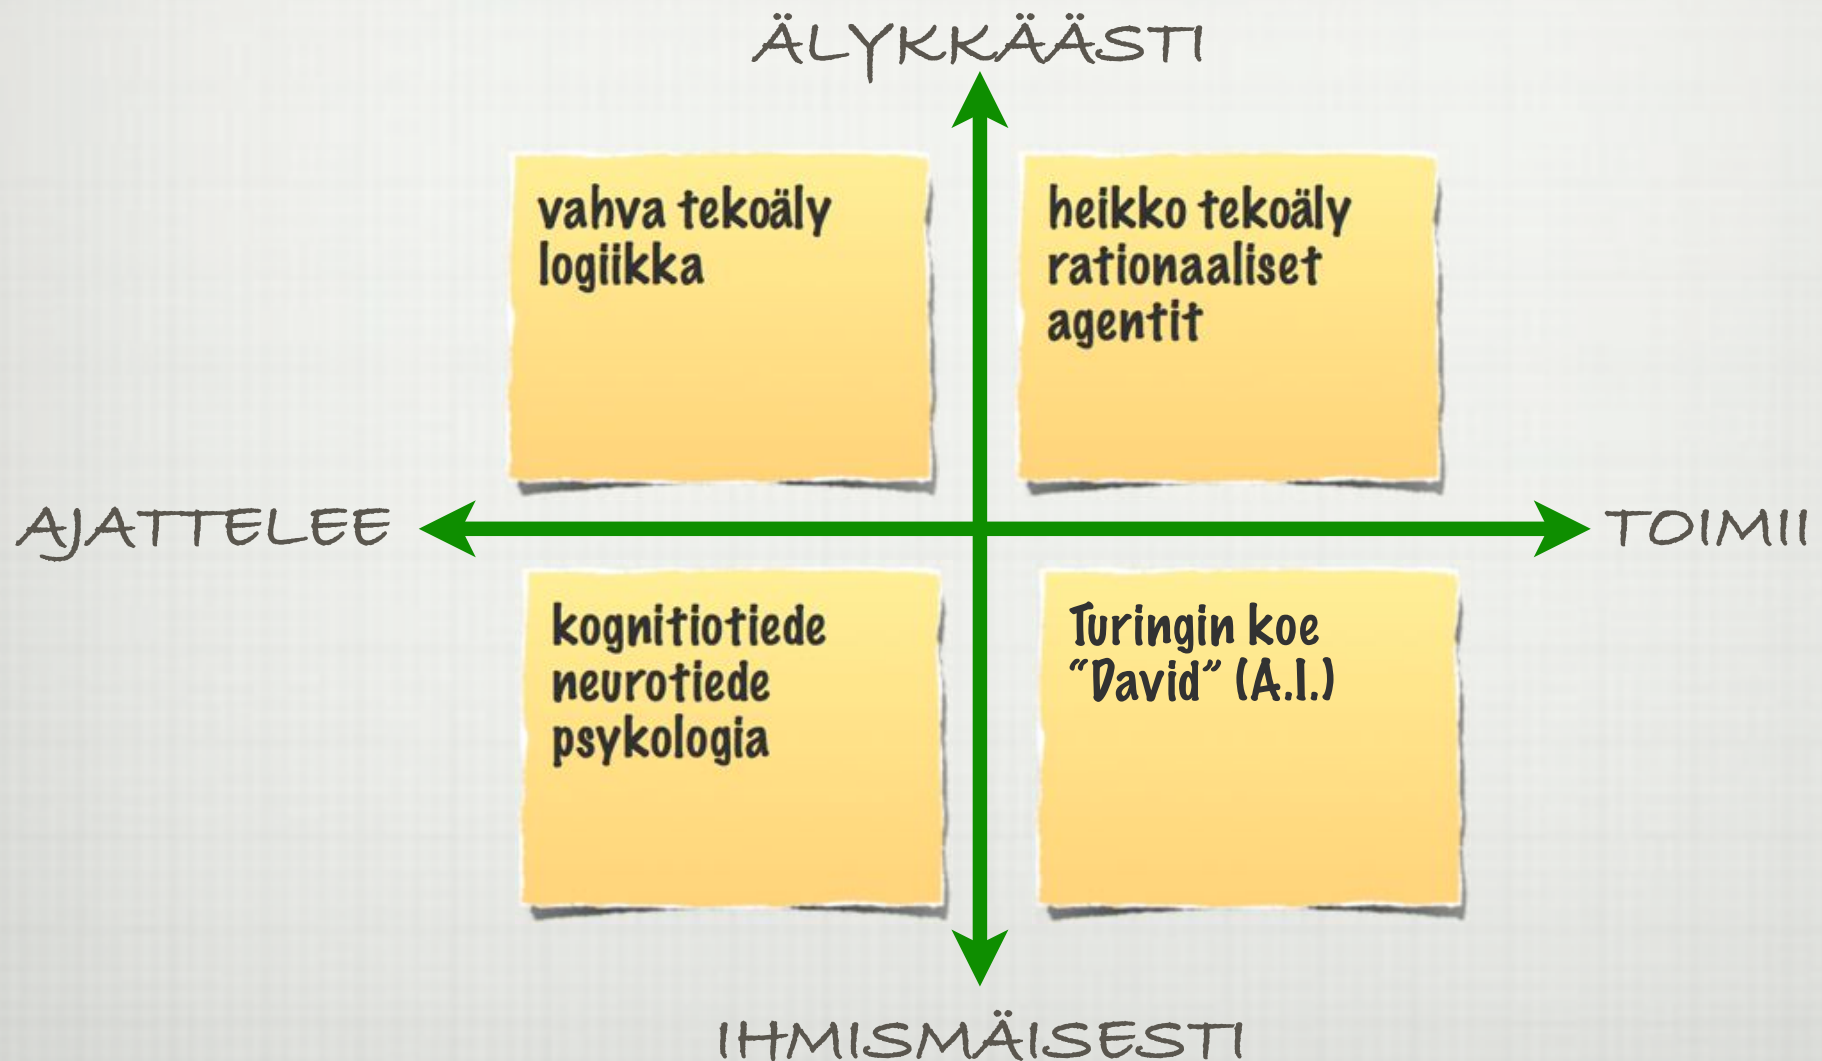 ÄLYKKÄÄSTI
vahva tekoäly
logiikka
heikko tekoäly
rationaaliset
agentit
AJATTELEE
TOIMII
kognitiotiede
neurotiede
psykologia
Turingin koe
“David” (A.I.)
IHMISMÄISESTI